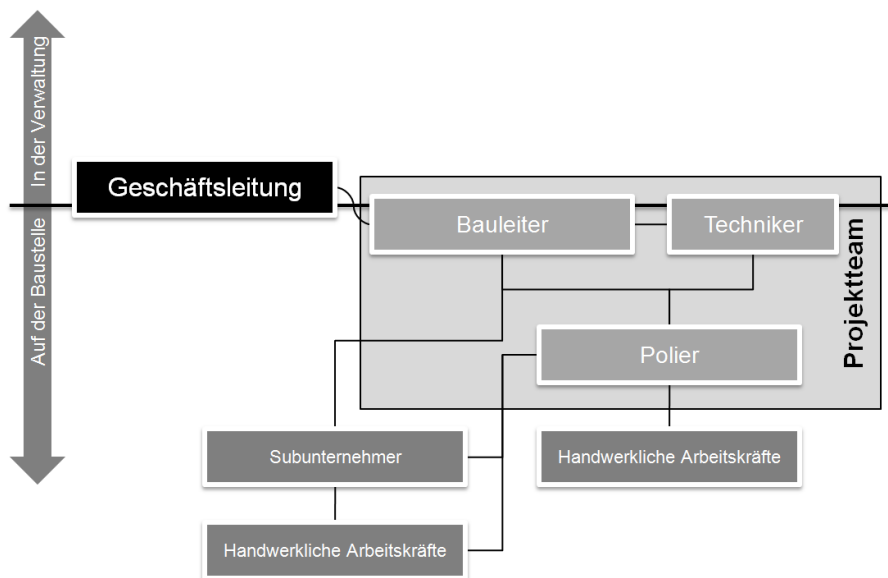 In der Verwaltung
Auf der Baustelle
Geschäftsleitung
Bauleiter
Techniker
Projektteam
Polier
Subunternehmer
Handwerkliche Arbeitskräfte
Handwerkliche Arbeitskräfte